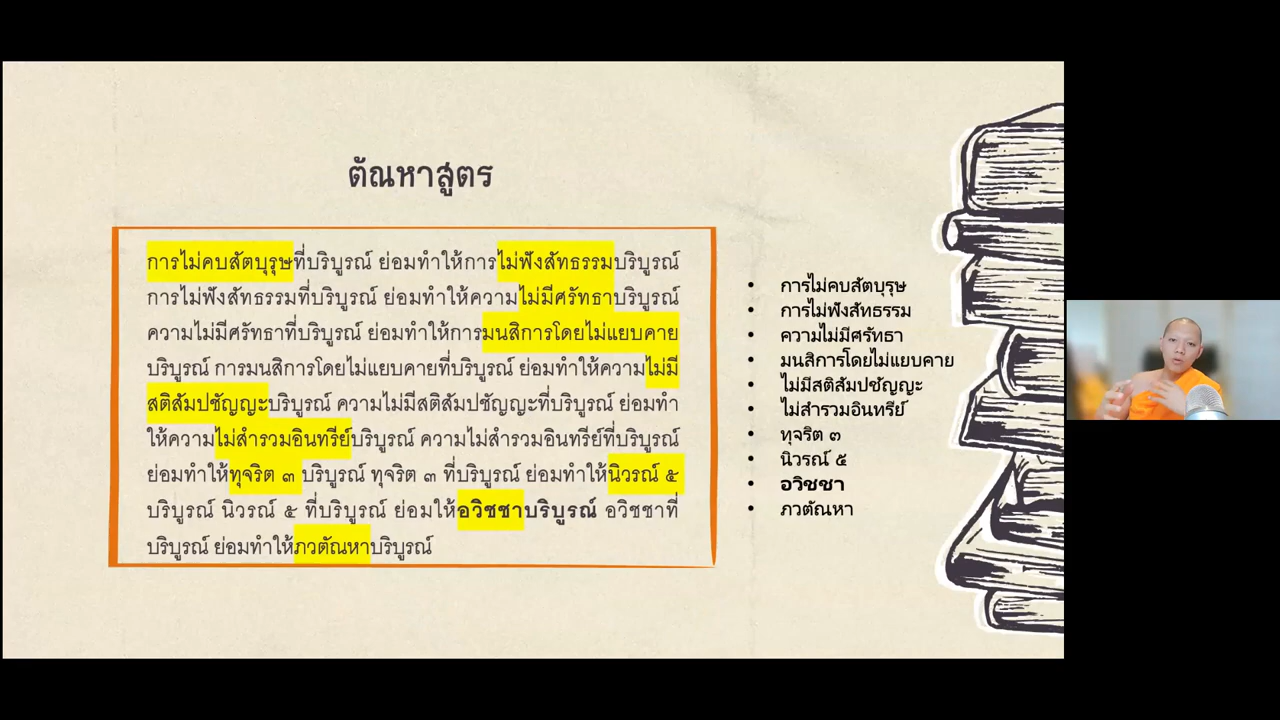 ตัณหาสูตร
การไม่คบสัตบุรุษที่บริบูรณ์ ย่อมทำให้การไม่ฟังสัทธรรมบริบูรณ์
การไม่ฟังสัทธรรมที่บริบูรณ์ ย่อมทำให้ความไม่มีศรัทธาบริบูรณ์
ความไม่มีศรัทธาที่บริบูรณ์ ย่อมทำให้การมนสิการโดยไม่แยบคาย
บริบูรณ์ การมนสิการโดยไม่แยบคายที่บริบูรณ์ ย่อมทำให้ความไม่มี
สติสัมปชัญญะบริบูรณ์ ความไม่มีสติสัมปชัญญะที่บริบูรณ์ ย่อมทำ
ให้ความไม่สำรวมอินทรีย์บริบูรณ์ ความไม่สำรวมอินทรีย์ที่บริบูรณ์
ย่อมทำให้ทุจริต ๓ บริบูรณ์ ทุจริต ๓ ที่บริบูรณ์ ย่อมทำให้นิวรณ์ ๕
บริบูรณ์ นิวรณ์ ๕ ที่บริบูรณ์ ย่อมให้อวิชชาบริบูรณ์ อวิชชาที่
บริบูรณ์ ย่อมทำให้ภวตัณหาบริบูรณ์
• การไม่คบสัตบุรุษ
• การไม่ฟังสัทธรรม
• ความไม่มีศรัทธา
• มนสิการโดยไม่แยบคาย
• ไม่มีสติสัมปชัญญะ
• ไม่สำรวมอินทรีย์
• ทุจริต ๓
• นิวรณ์ ๕
• อวิชชา
• ภวตัณหา